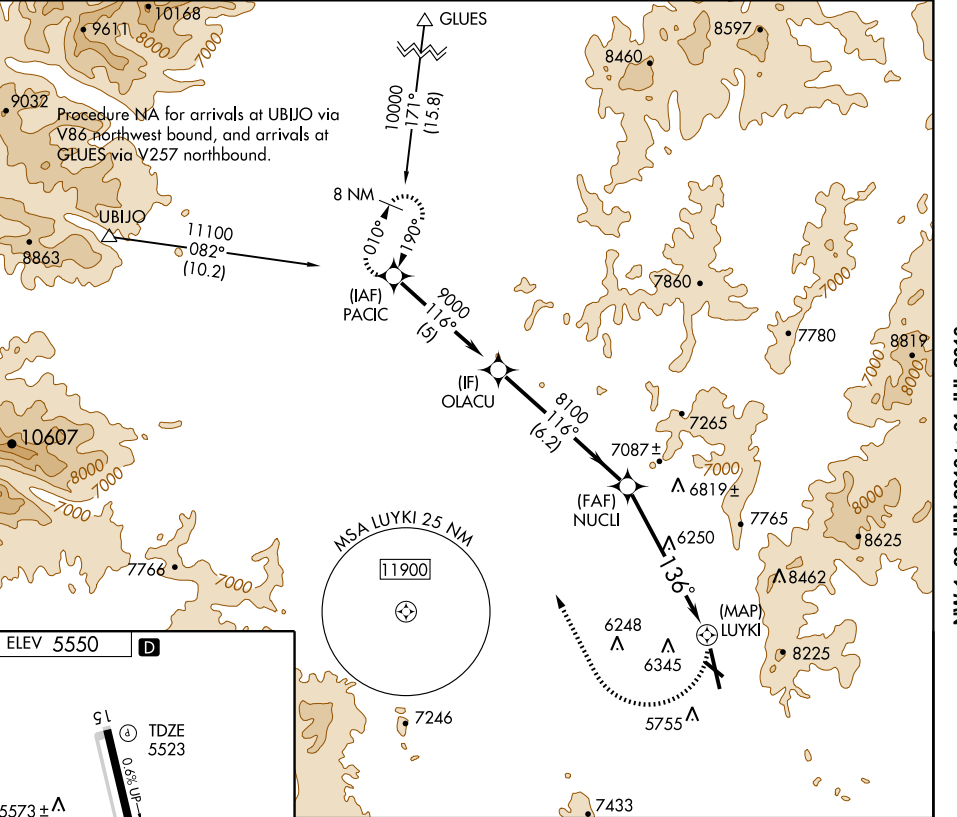 10168
9611
8000
7000
GLUES
8597
8460
9032
Procedure NA for arrivals at UBIJO via
V86 northwest bound, and arrivals at
GLUES via V257 northbound.
10000
171°
(15.8)
8 NM
010°
190°
UBIJO
11100
082°
(10.2)
8863
(IAF)
PACIC
9000
116°
(5)
7860
7000
7780
8819
7000
8000
(IF)
OLACU
8100
116°
(6.2)
10607
8000
7000
7265
7087 ±
7000
6819 ±
(FAF)
NUCLI
7765
8000
8625
MSA LUYKI 25 NM
11900
6250
136°
8462
7766
7000
(MAP)
LUYKI
6248
6345
8225
5755
ELEV 5550
D
15
P
TDZE
5523
0.6% UP
5573 ±
7246
7433